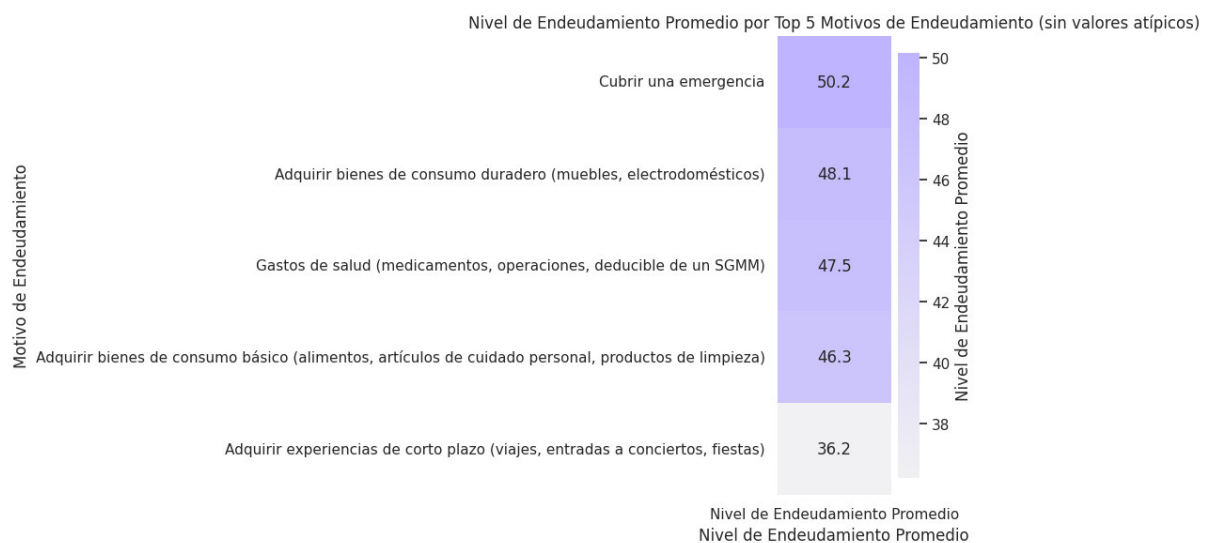 Nivel de Endeudamiento Promedio por Top 5 Motivos de Endeudamiento (sin valores atípicos)
Motivo de Endeudamiento
Cubrir una emergencia
50.2
Adquirir bienes de consumo duradero (muebles, electrodomésticos)
48.1
Gastos de salud (medicamentos, operaciones, deducible de un SGMM)
47.5
Adquirir bienes de consumo básico (alimentos, artículos de cuidado personal, productos de limpieza)
46.3
Adquirir experiencias de corto plazo (viajes, entradas a conciertos, fiestas)
36.2
50
48
46
44
42
40
38
Nivel de Endeudamiento Promedio
Nivel de Endeudamiento Promedio
Nivel de Endeudamiento Promedio